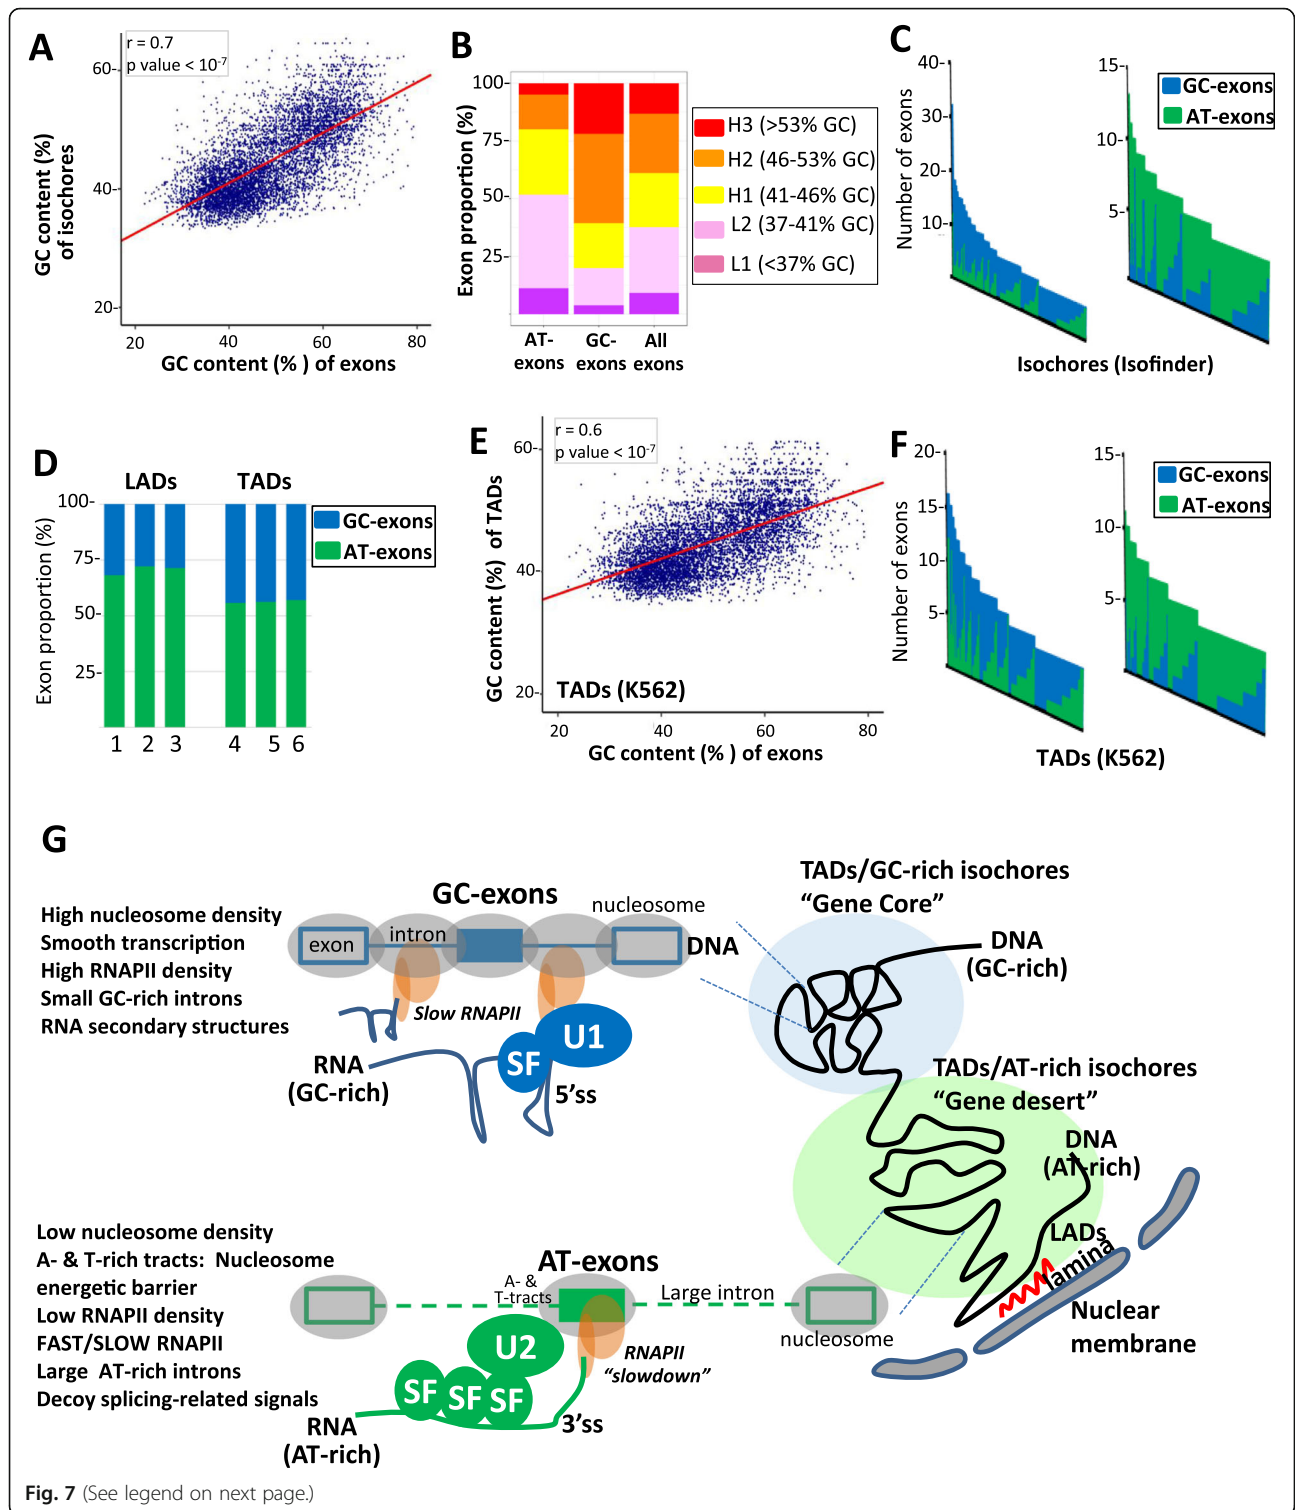 A
r = 0.7
p value < 10-7
60-
40-
20-
20
40
60
80
GC content (%)
of isochores
GC content (% ) of exons
B
Exon proportion (%)
100-
75-
50-
25-
AT-
exons
GC-
exons
All
exons
H3 (>53% GC)
H2 (46-53% GC)
H1 (41-46% GC)
L2 (37-41% GC)
L1 (<37% GC)
C
Number of exons
40-
30-
20-
10-
15-
10-
5-
GC-exons
AT-exons
Isochores (Isofinder)
D
LADs
TADs
Exon proportion (%)
100-
75-
50-
25-
1 2 3 4 5 6
GC-exons
AT-exons
E
r = 0.6
p value < 10-7
GC content (%) of TADs
60-
40-
20-
TADs (K562)
20
40
60
80
GC content (% ) of exons
F
Number of exons
20-
15-
10-
5-
15-
10-
5-
GC-exons
AT-exons
TADs (K562)
G
High nucleosome density
Smooth transcription
High RNAPII density
Small GC-rich introns
RNA secondary structures
GC-exons
nucleosome
exon
intron
DNA
Slow RNAPII
U1
SF
RNA
(GC-rich)
5’ss
TADs/GC-rich isochores
“Gene Core”
DNA
(GC-rich)
TADs/AT-rich isochores
“Gene desert”
DNA
(AT-rich)
LADs
lamina
Nuclear
membrane
Low nucleosome density
A- & T-rich tracts: Nucleosome
energetic barrier
Low RNAPII density
FAST/SLOW RNAPII
Large AT-rich introns
Decoy splicing-related signals
AT-exons
A- &
T-tracts
Large intron
nucleosome
U2
RNAPII
“slowdown”
SF
SF
SF
3’ss
RNA
(AT-rich)
Fig. 7 (See legend on next page.)